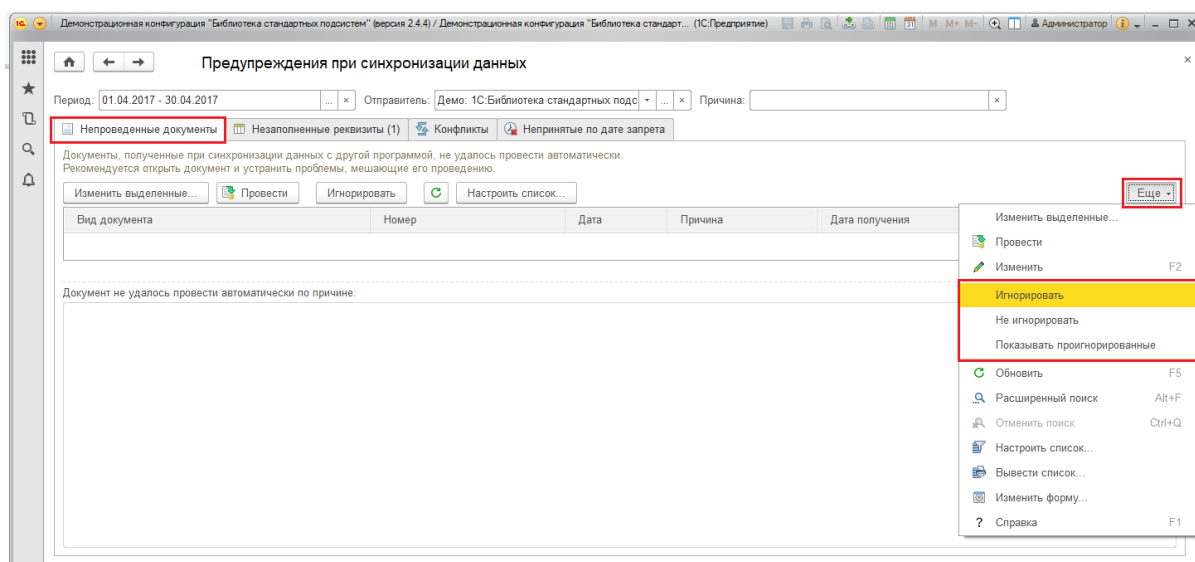 Демонстрационная конфигурация "Библиотека стандартных подсистем" (версия 2.4.4) / Демонстрационная конфигурация "Библиотека стандарт... (1С:Предприятие) M M+ M- Администратор
Предупреждения при синхронизации данных
Период: 01.04.2017 - 30.04.2017 ... × Отправитель: Демо: 1С:Библиотека стандартных подс ... × Причина: ×
Непроведенные документы Незаполненные реквизиты (1) Конфликты Непринятые по дате запрета
Документы, полученные при синхронизации данных с другой программой, не удалось провести автоматически.
Рекомендуется открыть документ и устранить проблемы, мешающие его проведению.
Изменить выделенные... Провести Игнорировать Настроить список... Еще
Вид документа Номер Дата Причина Дата получения
Документ не удалось провести автоматически по причине:
Изменить выделенные...
Провести
Изменить F2
Игнорировать
Не игнорировать
Показывать проигнорированные
Обновить F5
Расширенный поиск Alt+F
Отменить поиск Ctrl+Q
Настроить список...
Вывести список...
Изменить форму...
? Справка F1